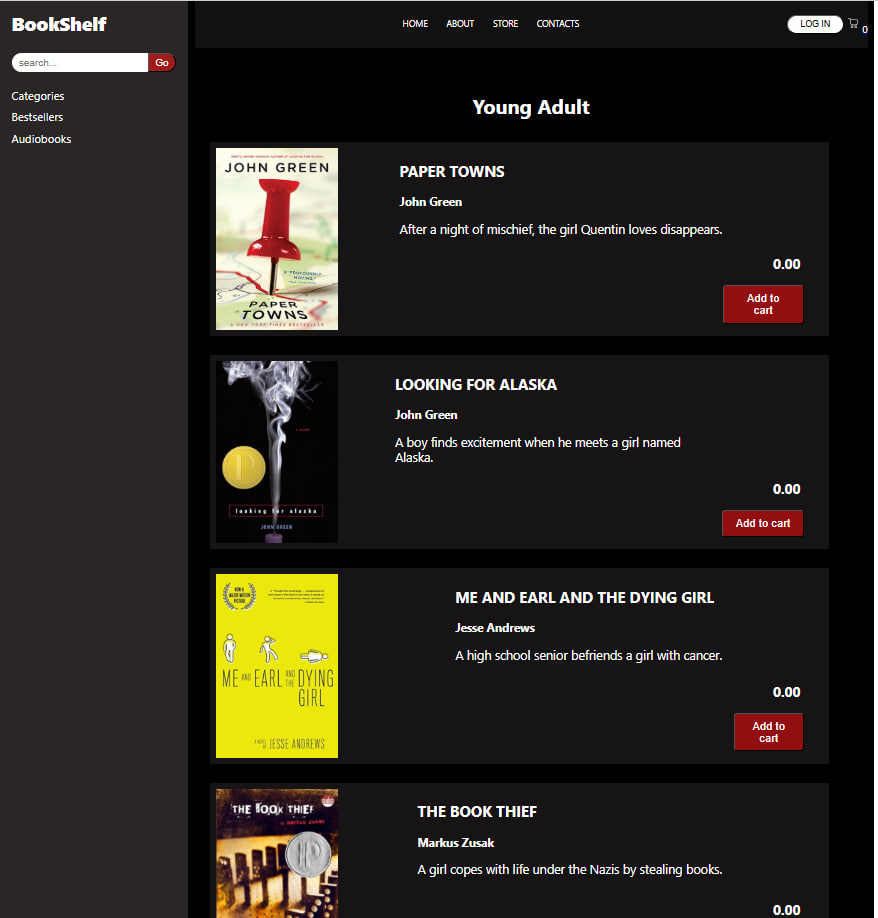 BookShelf
search...
Go
Categories
Bestsellers
Audiobooks
HOME ABOUT STORE CONTACTS
LOG IN
0
Young Adult
JOHN GREEN
PAPER
TOWNS
PAPER TOWNS
John Green
After a night of mischief, the girl Quentin loves disappears.
0.00
Add to
cart
looking for alaska
JOHN GREEN
LOOKING FOR ALASKA
John Green
A boy finds excitement when he meets a girl named
Alaska.
0.00
Add to cart
NOW A
MAJOR MOTION
PICTURE
ME AND EARL AND THE DYING
GIRL
A NOVEL BY JESSE ANDREWS
ME AND EARL AND THE DYING GIRL
Jesse Andrews
A high school senior befriends a girl with cancer.
0.00
Add to
cart
THE BOOK THIEF
by Markus Zusak
THE BOOK THIEF
Markus Zusak
A girl copes with life under the Nazis by stealing books.
0.00